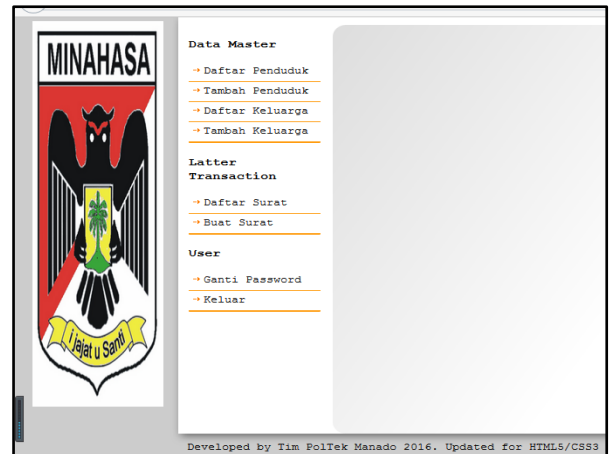 MINAHASA
i jajat u Santi
Data Master
Daftar Penduduk
Tambah Penduduk
Daftar Keluarga
Tambah Keluarga
Latter
Transaction
Daftar Surat
Buat Surat
User
Ganti Password
Keluar
Developed by Tim PolTek Manado 2016. Updated for HTML5/CSS3